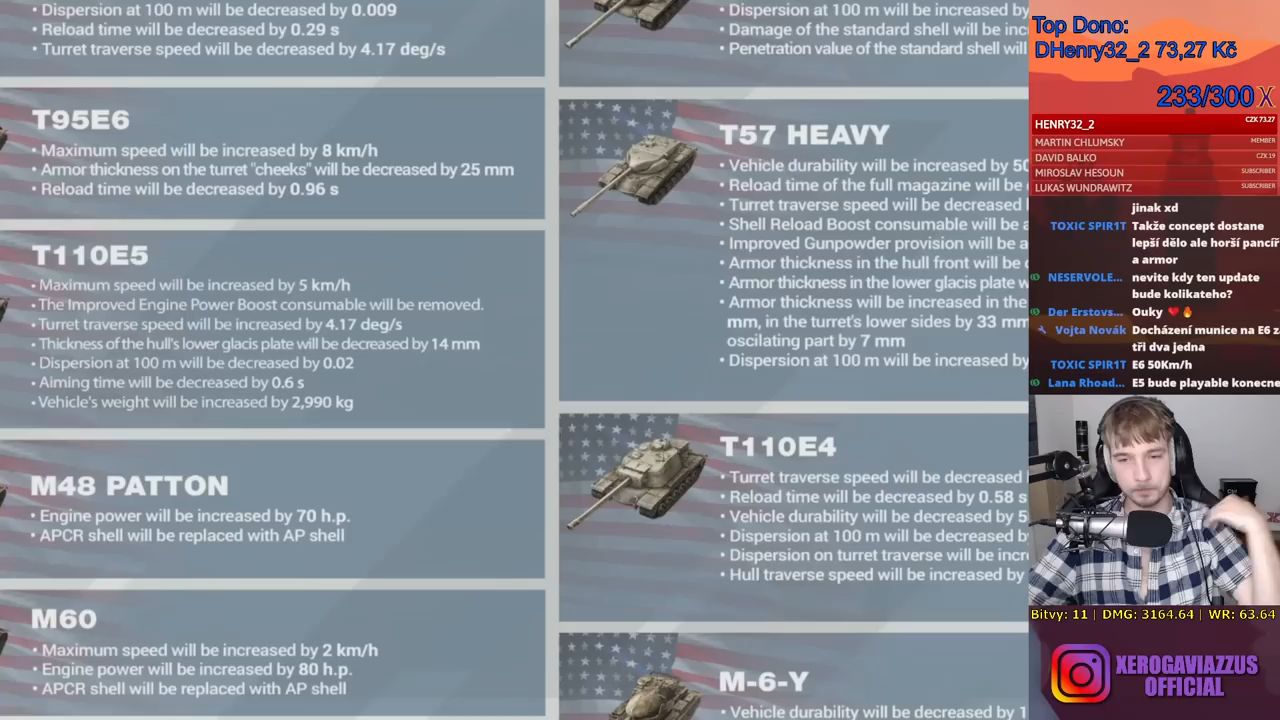 Dispersion at 100 m will be decreased by 0.009
• Reload time will be decreased by 0.29 s
• Turret traverse speed will be decreased by 4.17 deg/s
T95E6
• Maximum speed will be increased by 8 km/h
• Armor thickness on the turret "cheeks" will be decreased by 25 mm
• Reload time will be decreased by 0.96 s
T110E5
• Maximum speed will be increased by 5 km/h
• The Improved Engine Power Boost consumable will be removed.
• Turret traverse speed will be increased by 4.17 deg/s
• Thickness of the hull's lower glacis plate will be decreased by 14 mm
• Dispersion at 100 m will be decreased by 0.02
• Aiming time will be decreased by 0.6 s
• Vehicle's weight will be increased by 2,990 kg
M48 PATTON
• Engine power will be increased by 70 h.p.
• APCR shell will be replaced with AP shell
M60
• Maximum speed will be increased by 2 km/h
• Engine power will be increased by 80 h.p.
• APCR shell will be replaced with AP shell
• Dispersion at 100 m will be increased by
• Damage of the standard shell will be inc
• Penetration value of the standard shell will
T57 HEAVY
• Vehicle durability will be increased by 50
• Reload time of the full magazine will be
• Turret traverse speed will be decreased
• Shell Reload Boost consumable will be a
• Improved Gunpowder provision will be a
• Armor thickness in the hull front will be
• Armor thickness in the lower glacis plate w
• Armor thickness will be increased in the
mm, in the turret's lower sides by 33 mm
oscilating part by 7 mm
• Dispersion at 100 m will be increased by
T110E4
• Turret traverse speed will be decreased
• Reload time will be decreased by 0.58 s
• Vehicle durability will be decreased by 5
• Dispersion at 100 m will be decreased by
• Dispersion on turret traverse will be incre
• Hull traverse speed will be increased by
M-6-Y
• Vehicle durability will be decreased by 1
Top Dono:
DHenry32_2 73,27 Kč
233/300 X
HENRY32_2 CZK 73.27
MARTIN CHLUMSKY MEMBER
DAVID BALKO CZK 19
MIROSLAV HESOUN SUBSCRIBER
LUKAS WUNDRAWITZ SUBSCRIBER
jinak xd
TOXIC SPIR1T Takže concept dostane
lepší dělo ale horší pancíř
a armor
NESERVOLE... nevite kdy ten update
bude kolikateho?
Der Erstovs... Ouky ❤️🔥
Vojta Novák Docházení munice na E6 za
tři dva jedna
TOXIC SPIR1T E6 50Km/h
Lana Rhoad... E5 bude playable konecne
Bitvy: 11 | DMG: 3164.64 | WR: 63.64
XEROGAVIAZZUS
OFFICIAL